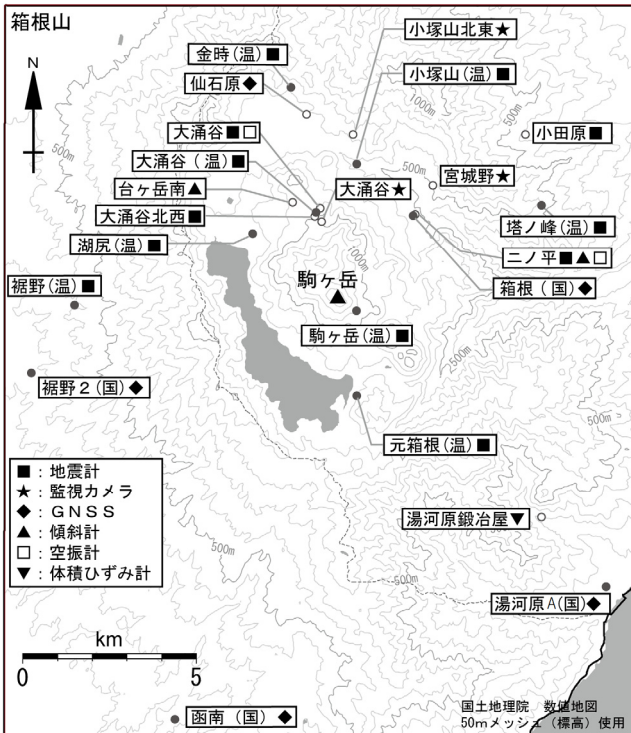 箱根山
N
小塚山北東★
金時(温)■
小塚山(温)■
仙石原◆
1000m
500m
大涌谷■□
小田原■
大涌谷(温)■
500m
宮城野★
台ヶ岳南▲
大涌谷★
大涌谷北西■
塔ノ峰(温)■
湖尻(温)■
二ノ平■▲□
1000m
箱根(国)◆
裾野(温)■
駒ヶ岳
駒ヶ岳(温)■
500m
裾野2(国)◆
500m
元箱根(温)■
■:地震計
★:監視カメラ
◆:GNSS
▲:傾斜計
□:空振計
▼:体積ひずみ計
500m
湯河原鍛冶屋▼
500m
湯河原A(国)◆
km
0 5
函南(国)◆
国土地理院 数値地図
50mメッシュ(標高)使用